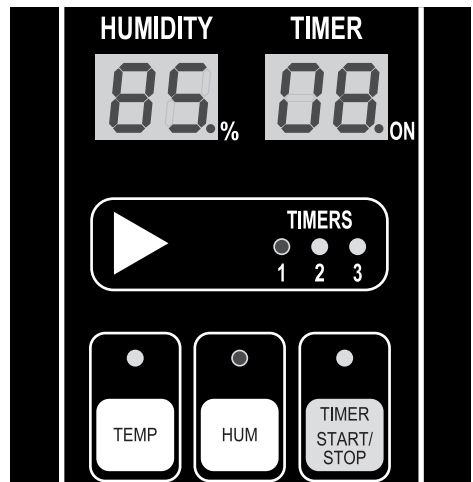 HUMIDITY TIMER
85.% 08.ON
TIMERS
1 2 3
TEMP HUM TIMER
START/
STOP